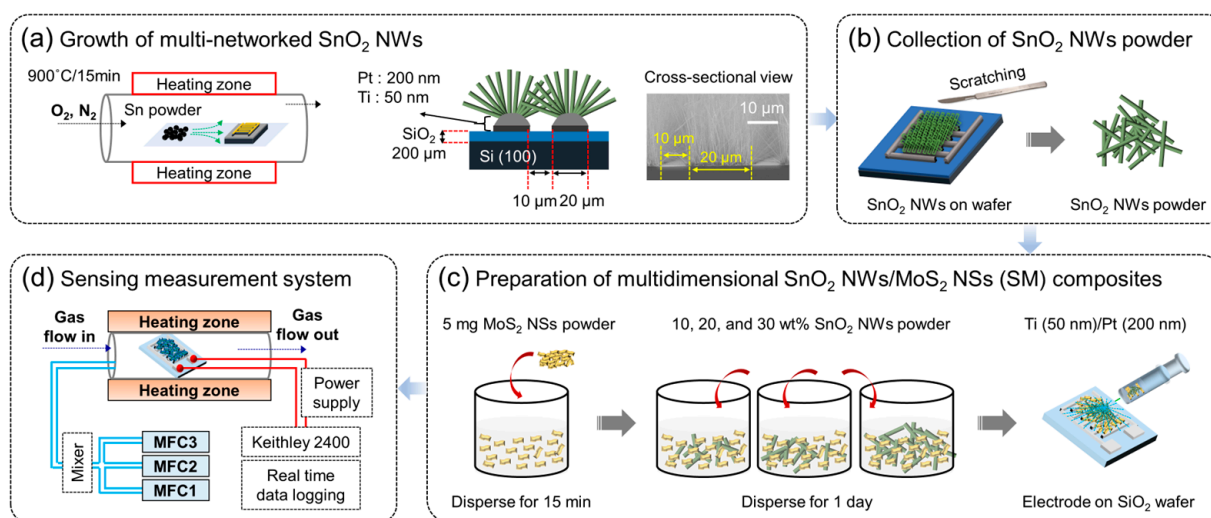 (a) Growth of multi-networked SnO₂ NWs
900˚C/15min
Heating zone
O₂, N₂
Sn powder
Heating zone
Pt : 200 nm
Ti : 50 nm
SiO₂
200 µm
Si (100)
10 µm
20 µm
Cross-sectional view
10 µm
10 µm
20 µm
(b) Collection of SnO₂ NWs powder
Scratching
SnO₂ NWs on wafer
SnO₂ NWs powder
(d) Sensing measurement system
Gas
flow in
Heating zone
Gas
flow out
Heating zone
Power
supply
Keithley 2400
Real time
data logging
Mixer
MFC3
MFC2
MFC1
(c) Preparation of multidimensional SnO₂ NWs/MoS₂ NSs (SM) composites
5 mg MoS₂ NSs powder
10, 20, and 30 wt% SnO₂ NWs powder
Ti (50 nm)/Pt (200 nm)
Disperse for 15 min
Disperse for 1 day
Electrode on SiO₂ wafer